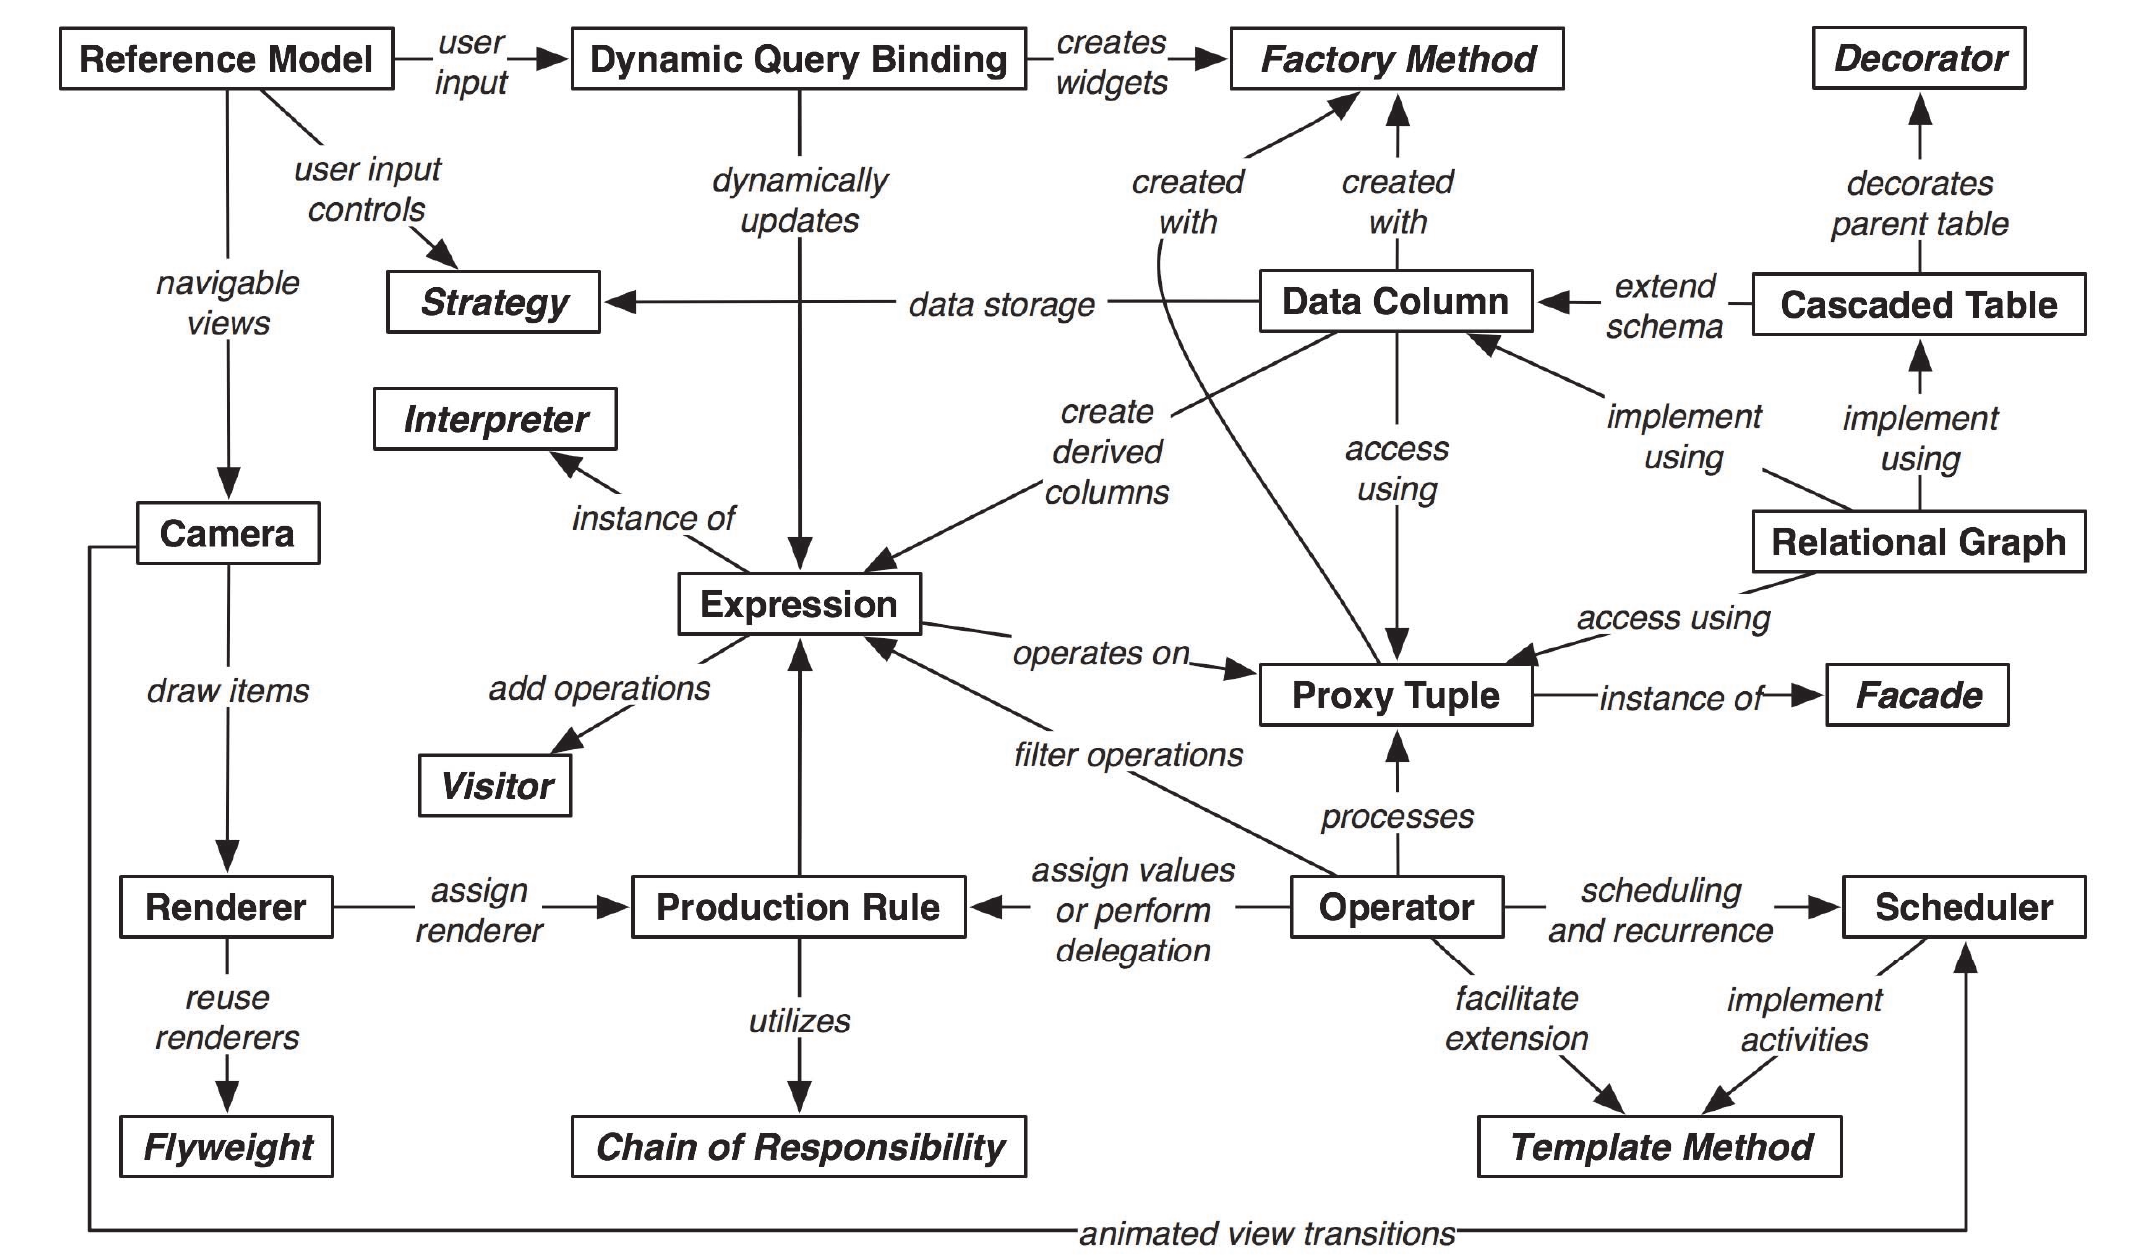 Reference Model
user
input
Dynamic Query Binding
creates
widgets
Factory Method
Decorator
user input
controls
dynamically
updates
created
with
created
with
decorates
parent table
navigable
views
Strategy
data storage
Data Column
extend
schema
Cascaded Table
Interpreter
create
derived
columns
access
using
implement
using
implement
using
instance of
Camera
Relational Graph
Expression
operates on
access using
draw items
add operations
Proxy Tuple
instance of
Facade
filter operations
Visitor
processes
Renderer
assign
renderer
Production Rule
assign values
or perform
delegation
Operator
scheduling
and recurrence
Scheduler
reuse
renderers
utilizes
facilitate
extension
implement
activities
Flyweight
Chain of Responsibility
Template Method
animated view transitions